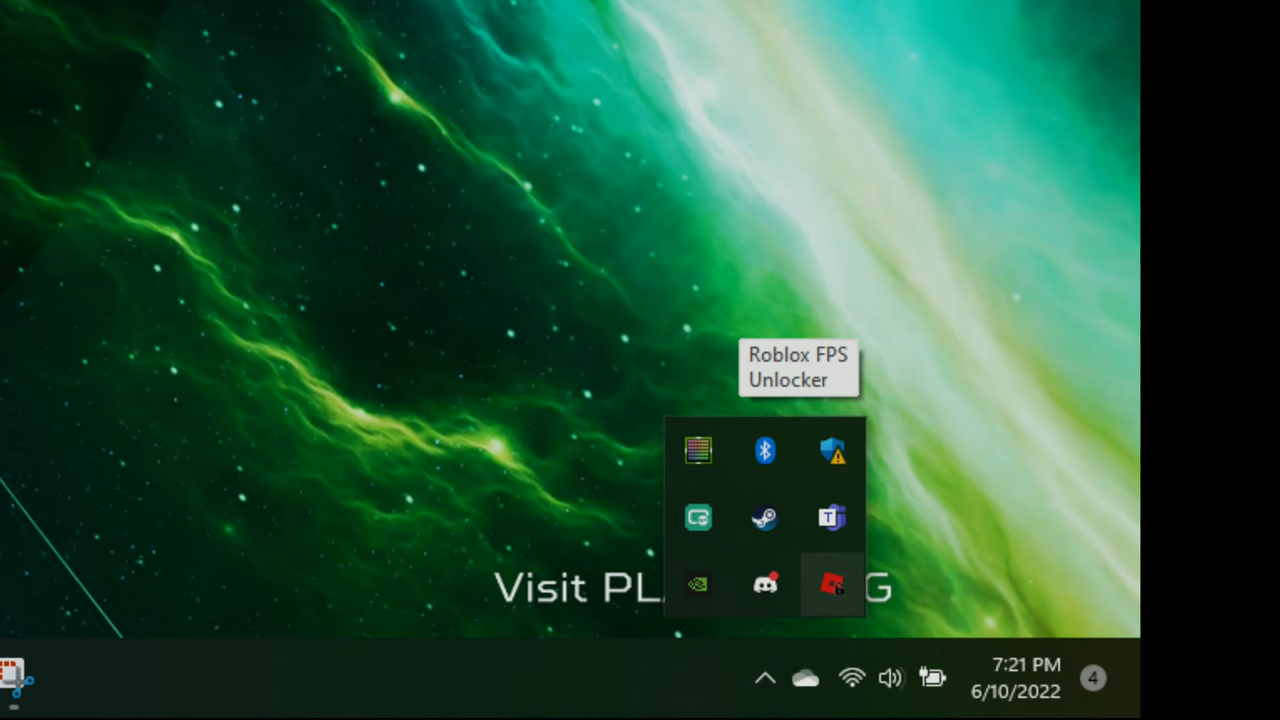 Roblox FPS
Unlocker
T
Visit PL
G
7:21 PM
6/10/2022
4